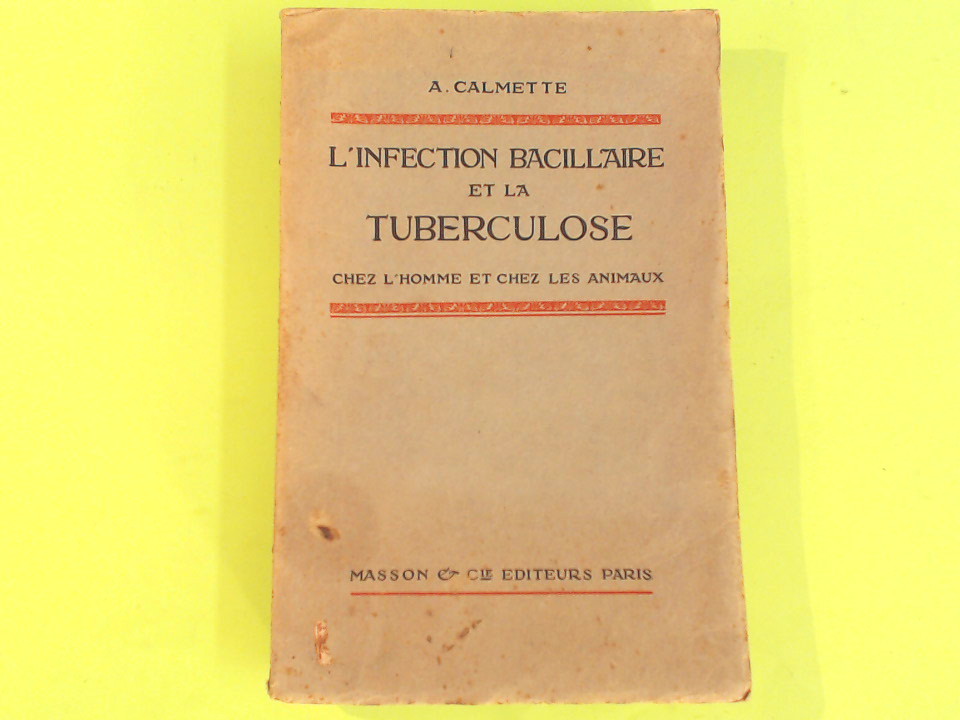 A. CALMETTE
L'INFECTION BACILLAIRE
ET LA
TUBERCULOSE
CHEZ L'HOMME ET CHEZ LES ANIMAUX
MASSON & CIE EDITEURS PARIS